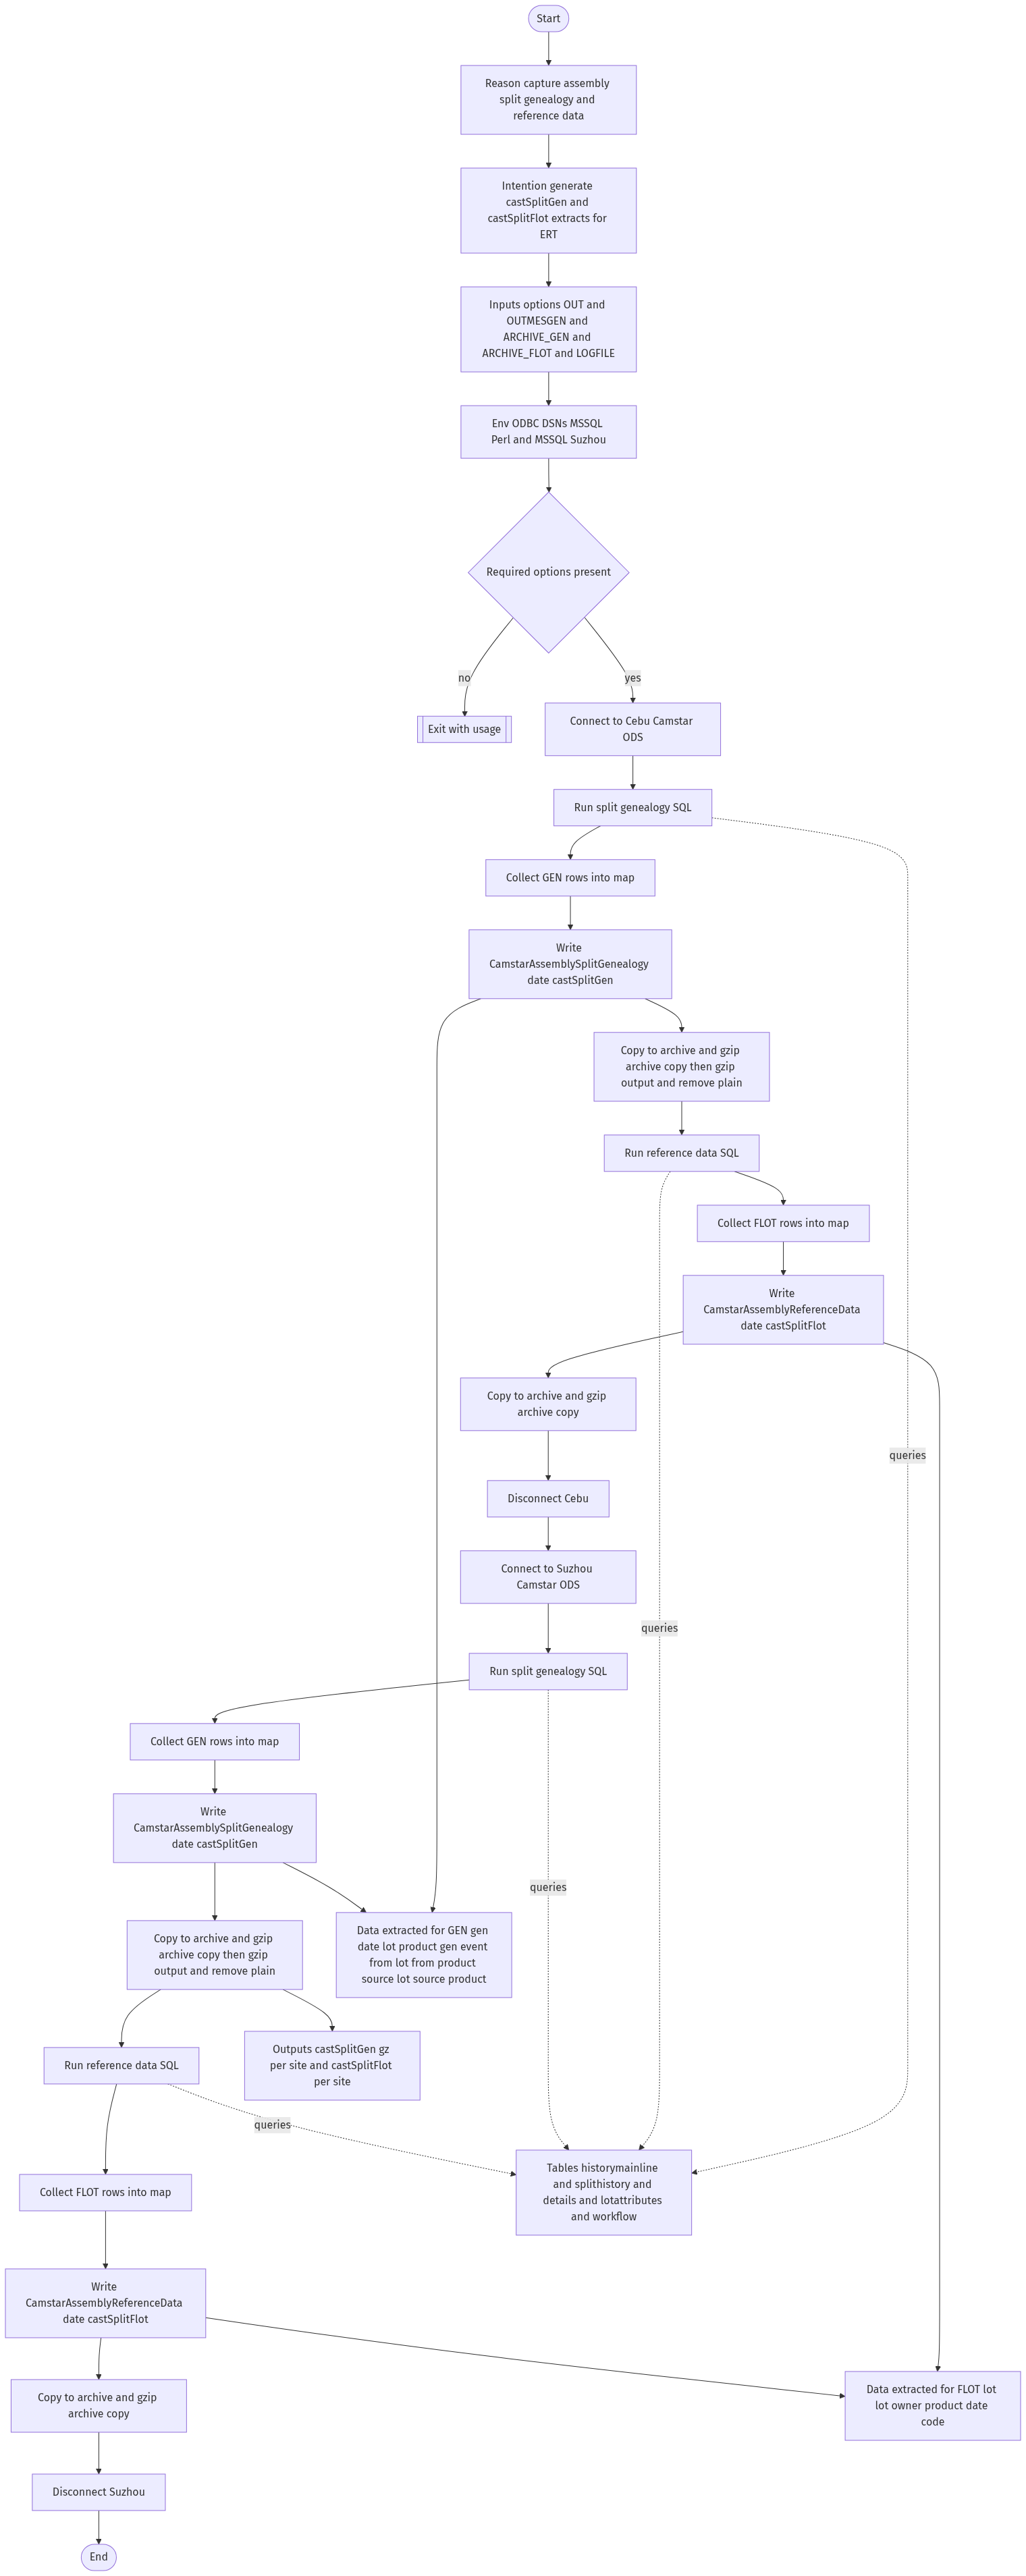 Start
Reason capture assembly
split genealogy and
reference data
Intention generate
castSplitGen and
castSplitFlot extracts for
ERT
Inputs options OUT and
OUTMESGEN and
ARCHIVE_GEN and
ARCHIVE_FLOT and LOGFILE
Env ODBC DSNs MSSQL
Perl and MSSQL Suzhou
Required options present
no
yes
Exit with usage
Connect to Cebu Camstar
ODS
Run split genealogy SQL
Collect GEN rows into map
Write
CamstarAssemblySplitGenealogy
date castSplitGen
Copy to archive and gzip
archive copy then gzip
output and remove plain
Run reference data SQL
Collect FLOT rows into map
Write
CamstarAssemblyReferenceData
date castSplitFlot
Copy to archive and gzip
archive copy
queries
Disconnect Cebu
Connect to Suzhou
Camstar ODS
queries
Run split genealogy SQL
Collect GEN rows into map
Write
CamstarAssemblySplitGenealogy
date castSplitGen
queries
Copy to archive and gzip
archive copy then gzip
output and remove plain
Data extracted for GEN gen
date lot product gen event
from lot from product
source lot source product
Run reference data SQL
Outputs castSplitGen gz
per site and castSplitFlot
per site
queries
Collect FLOT rows into map
Tables historymainline
and splithistory and
details and lotattributes
and workflow
Write
CamstarAssemblyReferenceData
date castSplitFlot
Copy to archive and gzip
archive copy
Data extracted for FLOT lot
lot owner product date
code
Disconnect Suzhou
End